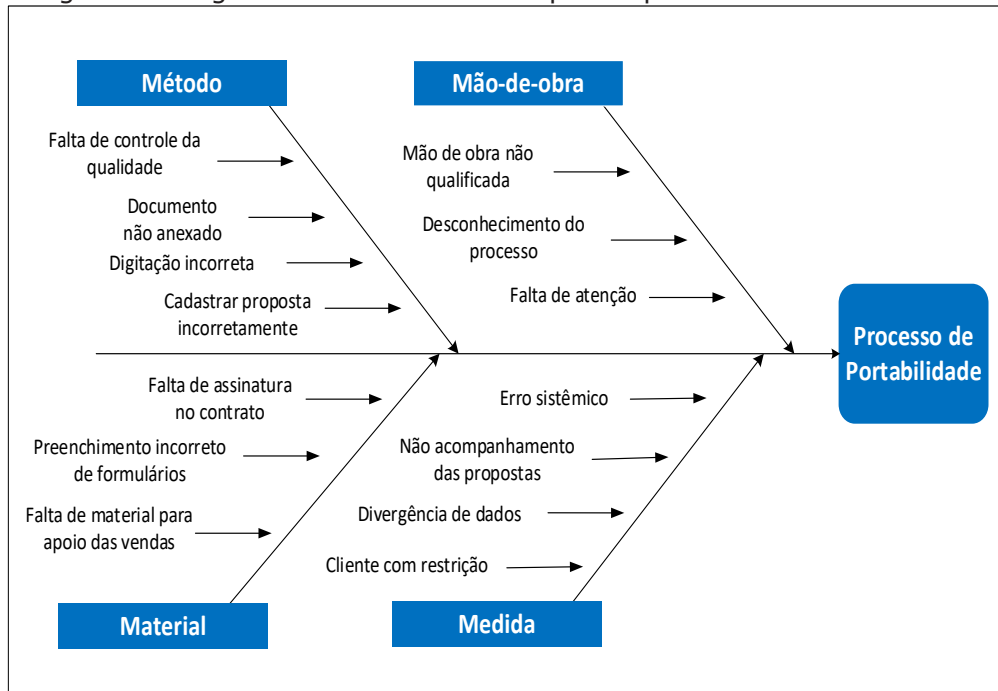 Método
Mão-de-obra
Falta de controle da
qualidade
Documento
não anexado
Digitação incorreta
Cadastrar proposta
incorretamente
Mão de obra não
qualificada
Desconhecimento do
processo
Falta de atenção
Processo de
Portabilidade
Falta de assinatura
no contrato
Preenchimento incorreto
de formulários
Falta de material para
apoio das vendas
Erro sistêmico
Não acompanhamento
das propostas
Divergência de dados
Cliente com restrição
Material
Medida